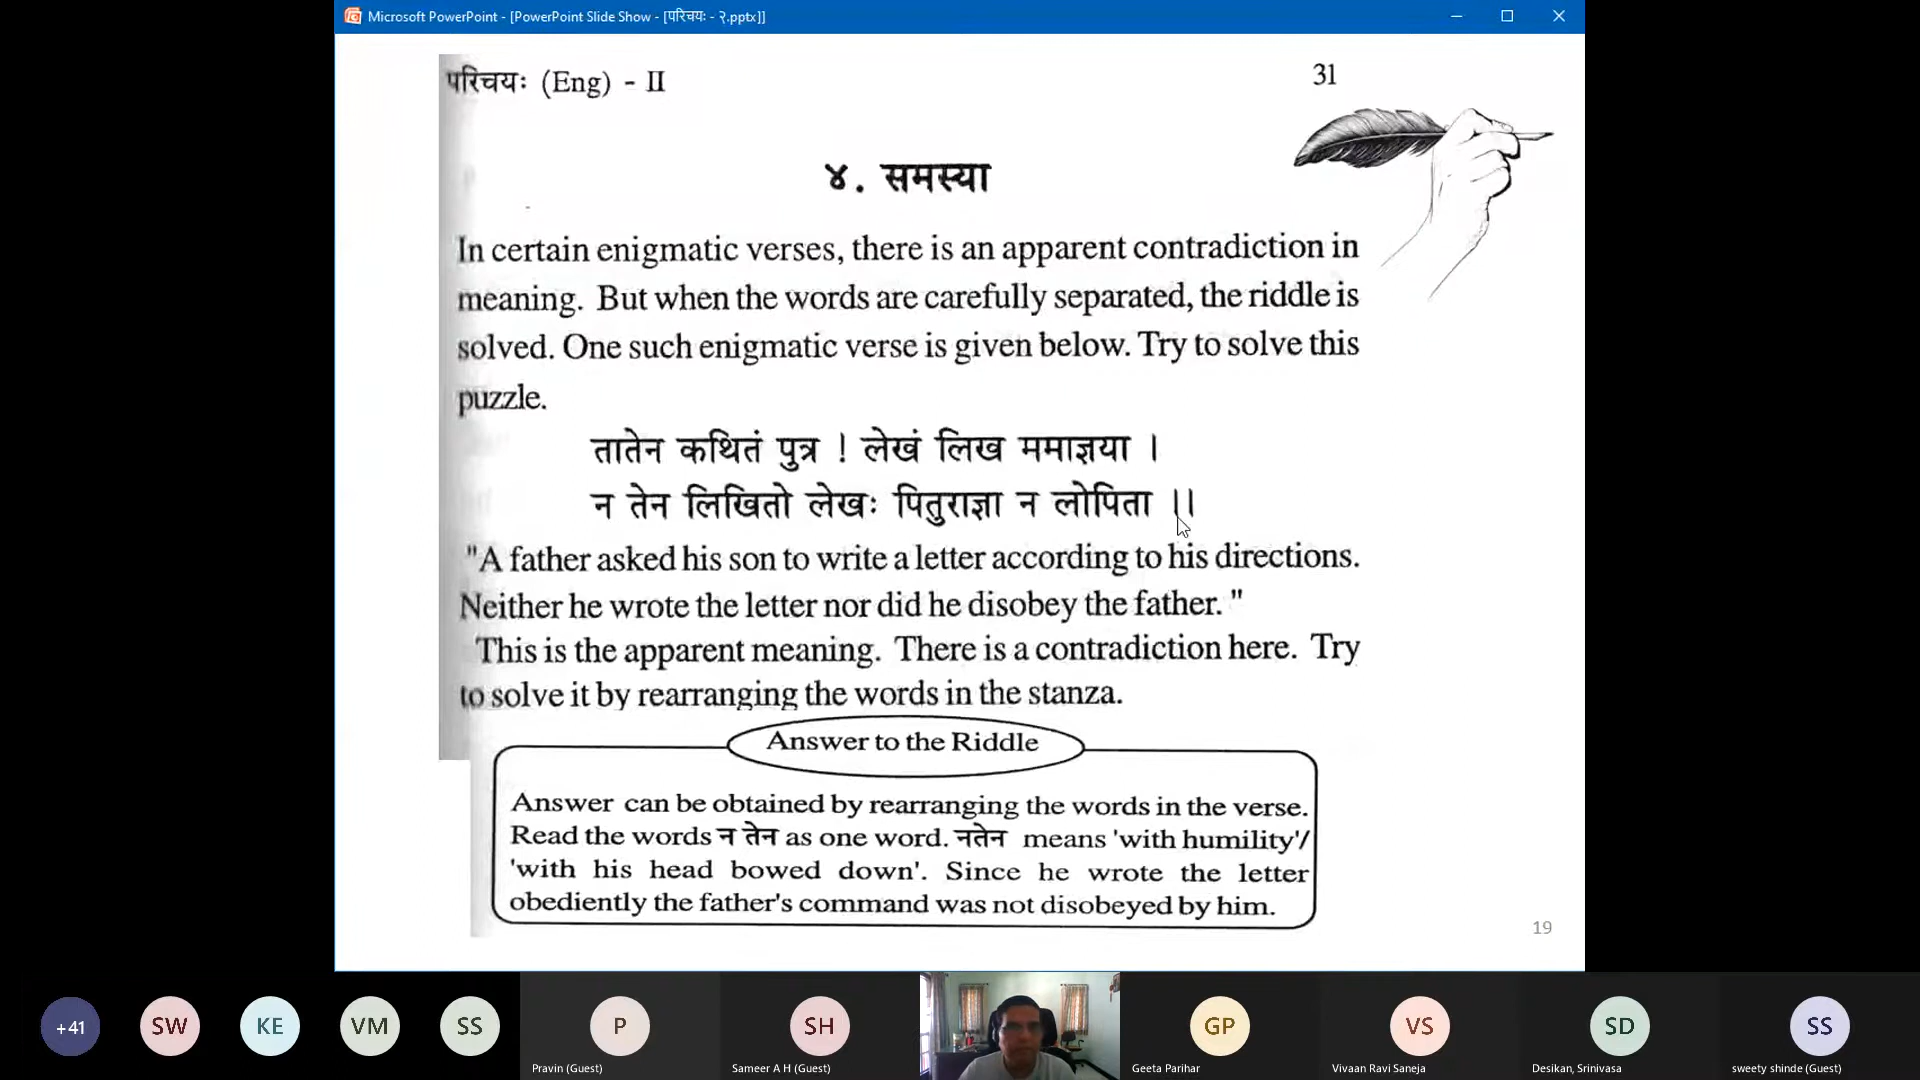 Microsoft PowerPoint - [PowerPoint Slide Show - [परिचयः - २.pptx]]
परिचयः (Eng) - II
31
४. समस्या
In certain enigmatic verses, there is an apparent contradiction in
meaning. But when the words are carefully separated, the riddle is
solved. One such enigmatic verse is given below. Try to solve this
puzzle.
तातेन कथितं पुत्र ! लेखं लिख ममाज्ञया ।
न तेन लिखितो लेखः पितुराज्ञा न लोपिता ||
"A father asked his son to write a letter according to his directions.
Neither he wrote the letter nor did he disobey the father. "
This is the apparent meaning. There is a contradiction here. Try
to solve it by rearranging the words in the stanza.
Answer to the Riddle
Answer can be obtained by rearranging the words in the verse.
Read the words न तेन as one word. नतेन means 'with humility'/
'with his head bowed down'. Since he wrote the letter
obediently the father's command was not disobeyed by him.
19
+41
SW
KE
VM
SS
P
SH
GP
VS
SD
SS
Pravin (Guest)
Sameer A H (Guest)
Geeta Parihar
Vivaan Ravi Saneja
Desikan, Srinivasa
sweety shinde (Guest)